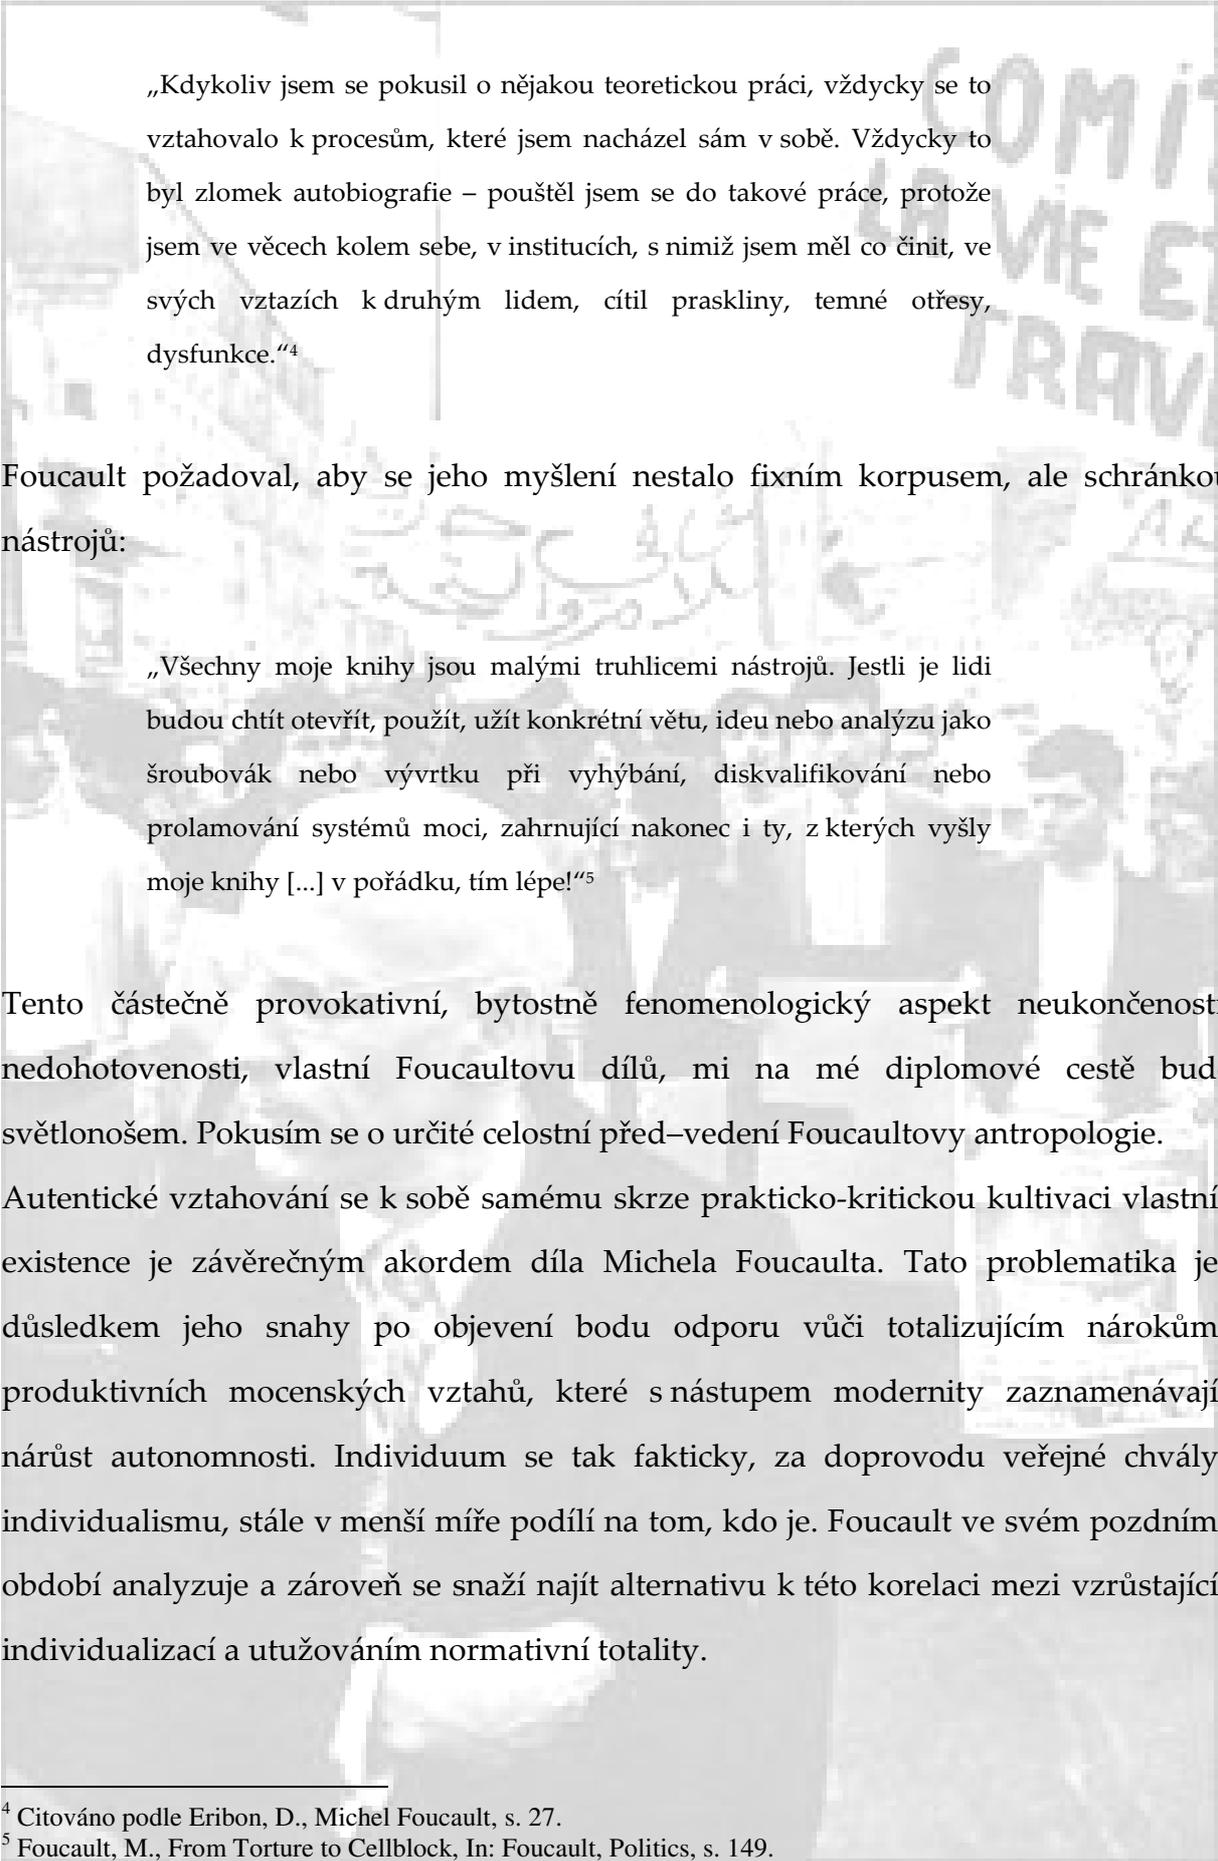 „Kdykoliv jsem se pokusil o nějakou teoretickou práci, vždycky se to
vztahovalo k procesům, které jsem nacházel sám v sobě. Vždycky to
byl zlomek autobiografie – pouštěl jsem se do takové práce, protože
jsem ve věcech kolem sebe, v institucích, s nimiž jsem měl co činit, ve
svých vztazích k druhým lidem, cítil praskliny, temné otřesy,
dysfunkce.“4
COMI
LA VIE E
TRAV
Foucault požadoval, aby se jeho myšlení nestalo fixním korpusem, ale schránkou
nástrojů:
„Všechny moje knihy jsou malými truhlicemi nástrojů. Jestli je lidi
budou chtít otevřít, použít, užít konkrétní větu, ideu nebo analýzu jako
šroubovák nebo vývrtku při vyhýbání, diskvalifikování nebo
prolamování systémů moci, zahrnující nakonec i ty, z kterých vyšly
moje knihy [...] v pořádku, tím lépe!“5
Tento částečně provokativní, bytostně fenomenologický aspekt neukončenosti
nedohotovenosti, vlastní Foucaultovu dílů, mi na mé diplomové cestě bud
světlonošem. Pokusím se o určité celostní před–vedení Foucaultovy antropologie.
Autentické vztahování se k sobě samému skrze prakticko-kritickou kultivaci vlastní
existence je závěrečným akordem díla Michela Foucaulta. Tato problematika je
důsledkem jeho snahy po objevení bodu odporu vůči totalizujícím nárokům
produktivních mocenských vztahů, které s nástupem modernity zaznamenávají
nárůst autonomnosti. Individuum se tak fakticky, za doprovodu veřejné chvály
individualismu, stále v menší míře podílí na tom, kdo je. Foucault ve svém pozdním
období analyzuje a zároveň se snaží najít alternativu k této korelaci mezi vzrůstající
individualizací a utužováním normativní totality.
4 Citováno podle Eribon, D., Michel Foucault, s. 27.
5 Foucault, M., From Torture to Cellblock, In: Foucault, Politics, s. 149.